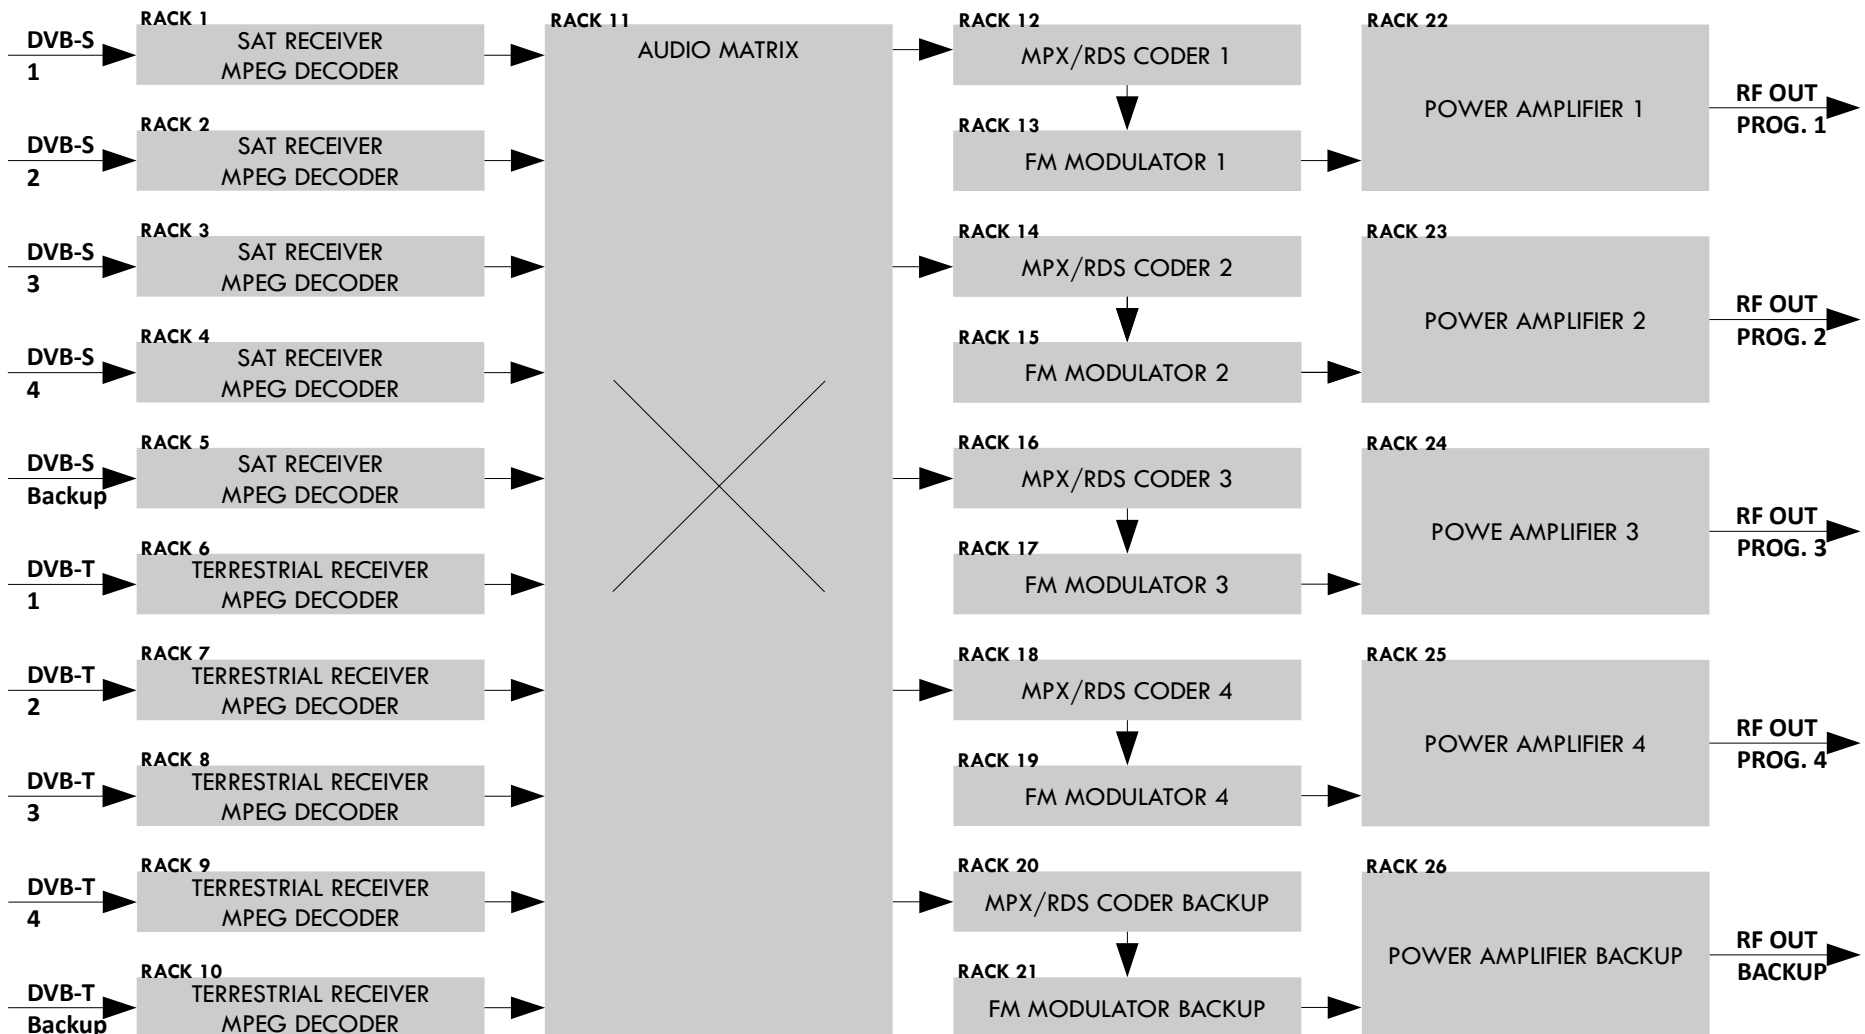 RACK 1
DVB-S
1
SAT RECEIVER
MPEG DECODER
RACK 2
DVB-S
2
SAT RECEIVER
MPEG DECODER
RACK 3
DVB-S
3
SAT RECEIVER
MPEG DECODER
RACK 4
DVB-S
4
SAT RECEIVER
MPEG DECODER
RACK 5
DVB-S
Backup
SAT RECEIVER
MPEG DECODER
RACK 6
DVB-T
1
TERRESTRIAL RECEIVER
MPEG DECODER
RACK 7
DVB-T
2
TERRESTRIAL RECEIVER
MPEG DECODER
RACK 8
DVB-T
3
TERRESTRIAL RECEIVER
MPEG DECODER
RACK 9
DVB-T
4
TERRESTRIAL RECEIVER
MPEG DECODER
RACK 10
DVB-T
Backup
TERRESTRIAL RECEIVER
MPEG DECODER
RACK 11
AUDIO MATRIX
RACK 12
MPX/RDS CODER 1
RACK 13
FM MODULATOR 1
RACK 14
MPX/RDS CODER 2
RACK 15
FM MODULATOR 2
RACK 16
MPX/RDS CODER 3
RACK 17
FM MODULATOR 3
RACK 18
MPX/RDS CODER 4
RACK 19
FM MODULATOR 4
RACK 20
MPX/RDS CODER BACKUP
RACK 21
FM MODULATOR BACKUP
RACK 22
POWER AMPLIFIER 1
RF OUT
PROG. 1
RACK 23
POWER AMPLIFIER 2
RF OUT
PROG. 2
RACK 24
POWE AMPLIFIER 3
RF OUT
PROG. 3
RACK 25
POWER AMPLIFIER 4
RF OUT
PROG. 4
RACK 26
POWER AMPLIFIER BACKUP
RF OUT
BACKUP